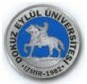 DOKUZ EYLÜL ÜNİVERSİTESİ
·İZMİR-1982·